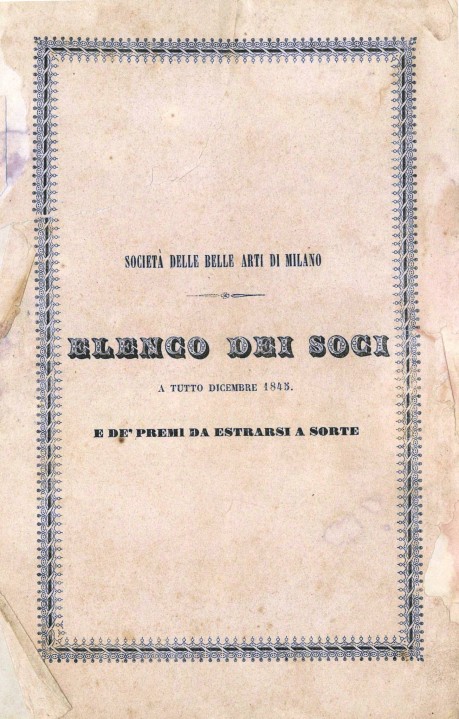 SOCIETÀ DELLE BELLE ARTI DI MILANO
ELENCO DEI SOCI
A TUTTO DICEMBRE 1845.
E DE' PREMI DA ESTRARSI A SORTE